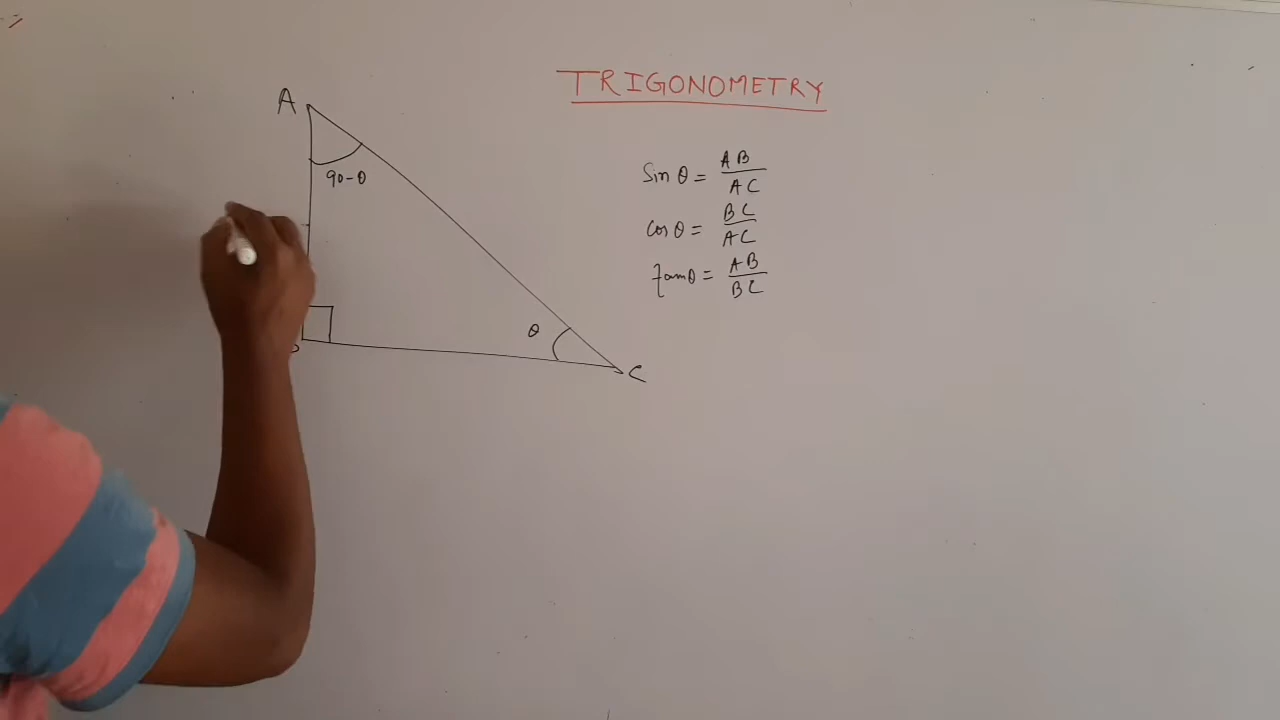 TRIGONOMETRY
A
90-θ
Sin θ = AB
AC
Cos θ = BC
AC
tan θ = AB
BC
θ
C